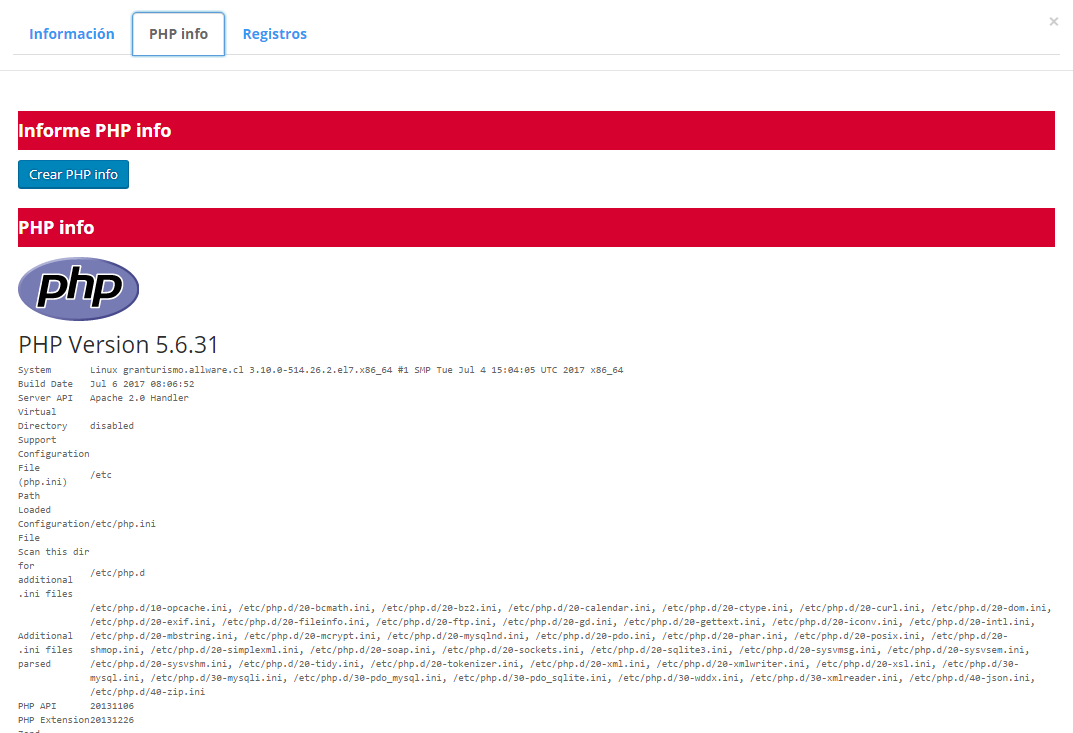 Información PHP info Registros ×
Informe PHP info
Crear PHP info
PHP info
php
PHP Version 5.6.31
System Linux granturismo.allware.cl 3.10.0-514.26.2.el7.x86_64 #1 SMP Tue Jul 4 15:04:05 UTC 2017 x86_64
Build Date Jul 6 2017 08:06:52
Server API Apache 2.0 Handler
Virtual
Directory disabled
Support
Configuration
File
(php.ini) /etc
Path
Loaded
Configuration/etc/php.ini
File
Scan this dir
for
additional /etc/php.d
.ini files
Additional
.ini files
parsed
/etc/php.d/10-opcache.ini, /etc/php.d/20-bcmath.ini, /etc/php.d/20-bz2.ini, /etc/php.d/20-calendar.ini, /etc/php.d/20-ctype.ini, /etc/php.d/20-curl.ini, /etc/php.d/20-dom.ini,
/etc/php.d/20-exif.ini, /etc/php.d/20-fileinfo.ini, /etc/php.d/20-ftp.ini, /etc/php.d/20-gd.ini, /etc/php.d/20-gettext.ini, /etc/php.d/20-iconv.ini, /etc/php.d/20-intl.ini,
/etc/php.d/20-mbstring.ini, /etc/php.d/20-mcrypt.ini, /etc/php.d/20-mysqlnd.ini, /etc/php.d/20-pdo.ini, /etc/php.d/20-phar.ini, /etc/php.d/20-posix.ini, /etc/php.d/20-
shmop.ini, /etc/php.d/20-simplexml.ini, /etc/php.d/20-soap.ini, /etc/php.d/20-sockets.ini, /etc/php.d/20-sqlite3.ini, /etc/php.d/20-sysvmsg.ini, /etc/php.d/20-sysvsem.ini,
/etc/php.d/20-sysvshm.ini, /etc/php.d/20-tidy.ini, /etc/php.d/20-tokenizer.ini, /etc/php.d/20-xml.ini, /etc/php.d/20-xmlwriter.ini, /etc/php.d/20-xsl.ini, /etc/php.d/30-
mysql.ini, /etc/php.d/30-mysqli.ini, /etc/php.d/30-pdo_mysql.ini, /etc/php.d/30-pdo_sqlite.ini, /etc/php.d/30-wddx.ini, /etc/php.d/30-xmlreader.ini, /etc/php.d/40-json.ini,
/etc/php.d/40-zip.ini
PHP API 20131106
PHP Extension20131226